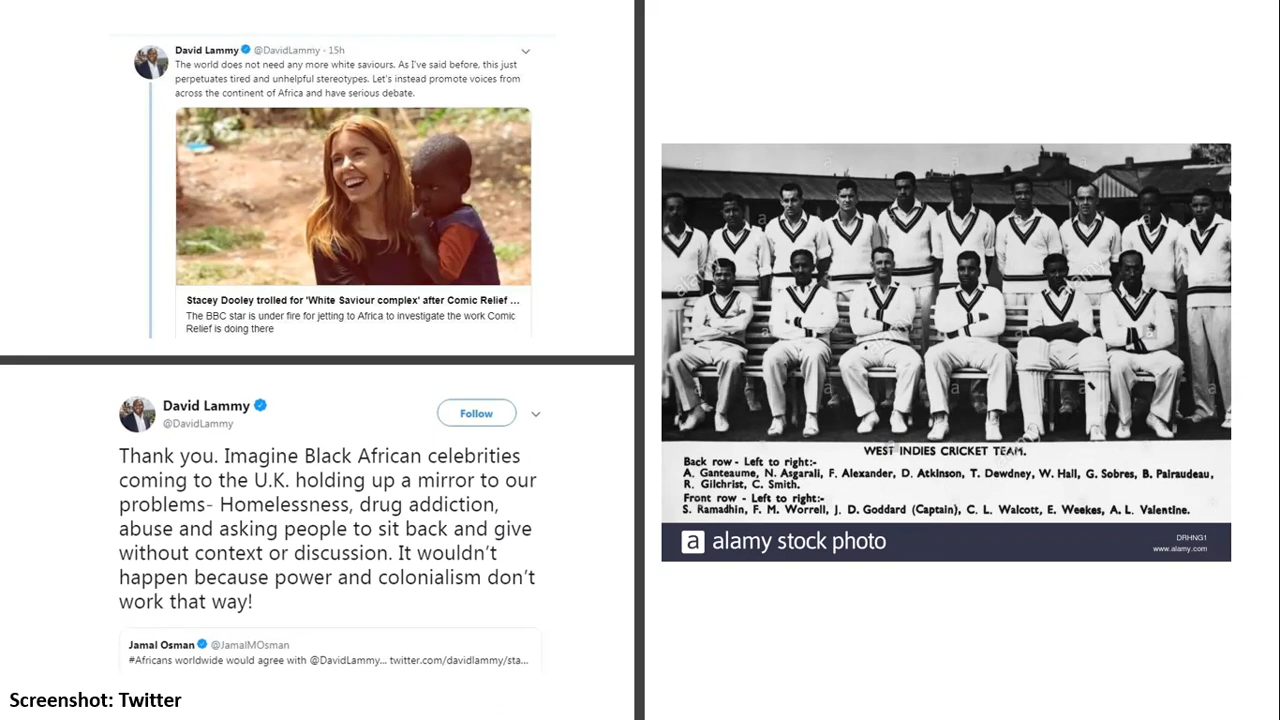 David Lammy @DavidLammy · 15h
The world does not need any more white saviours. As I've said before, this just
perpetuates tired and unhelpful stereotypes. Let's instead promote voices from
across the continent of Africa and have serious debate.
Stacey Dooley trolled for 'White Saviour complex' after Comic Relief ...
The BBC star is under fire for jetting to Africa to investigate the work Comic
Relief is doing there
David Lammy
@DavidLammy
Follow
Thank you. Imagine Black African celebrities
coming to the U.K. holding up a mirror to our
problems- Homelessness, drug addiction,
abuse and asking people to sit back and give
without context or discussion. It wouldn't
happen because power and colonialism don't
work that way!
Jamal Osman @JamalMOsman
#Africans worldwide would agree with @DavidLammy... twitter.com/davidlammy/sta...
Screenshot: Twitter
WEST INDIES CRICKET TEAM.
Back row - Left to right:-
A. Ganteaume, N. Asgarali, F. Alexander, D. Atkinson, T. Dewdney, W. Hall, G. Sobres, B. Pairaudeau,
R. Gilchrist, C. Smith.
Front row - Left to right:-
S. Ramadhin, F. M. Worrell, J. D. Goddard (Captain), C. L. Walcott, E. Weekes, A. L. Valentine.
a alamy stock photo
DRHNG1
www.alamy.com